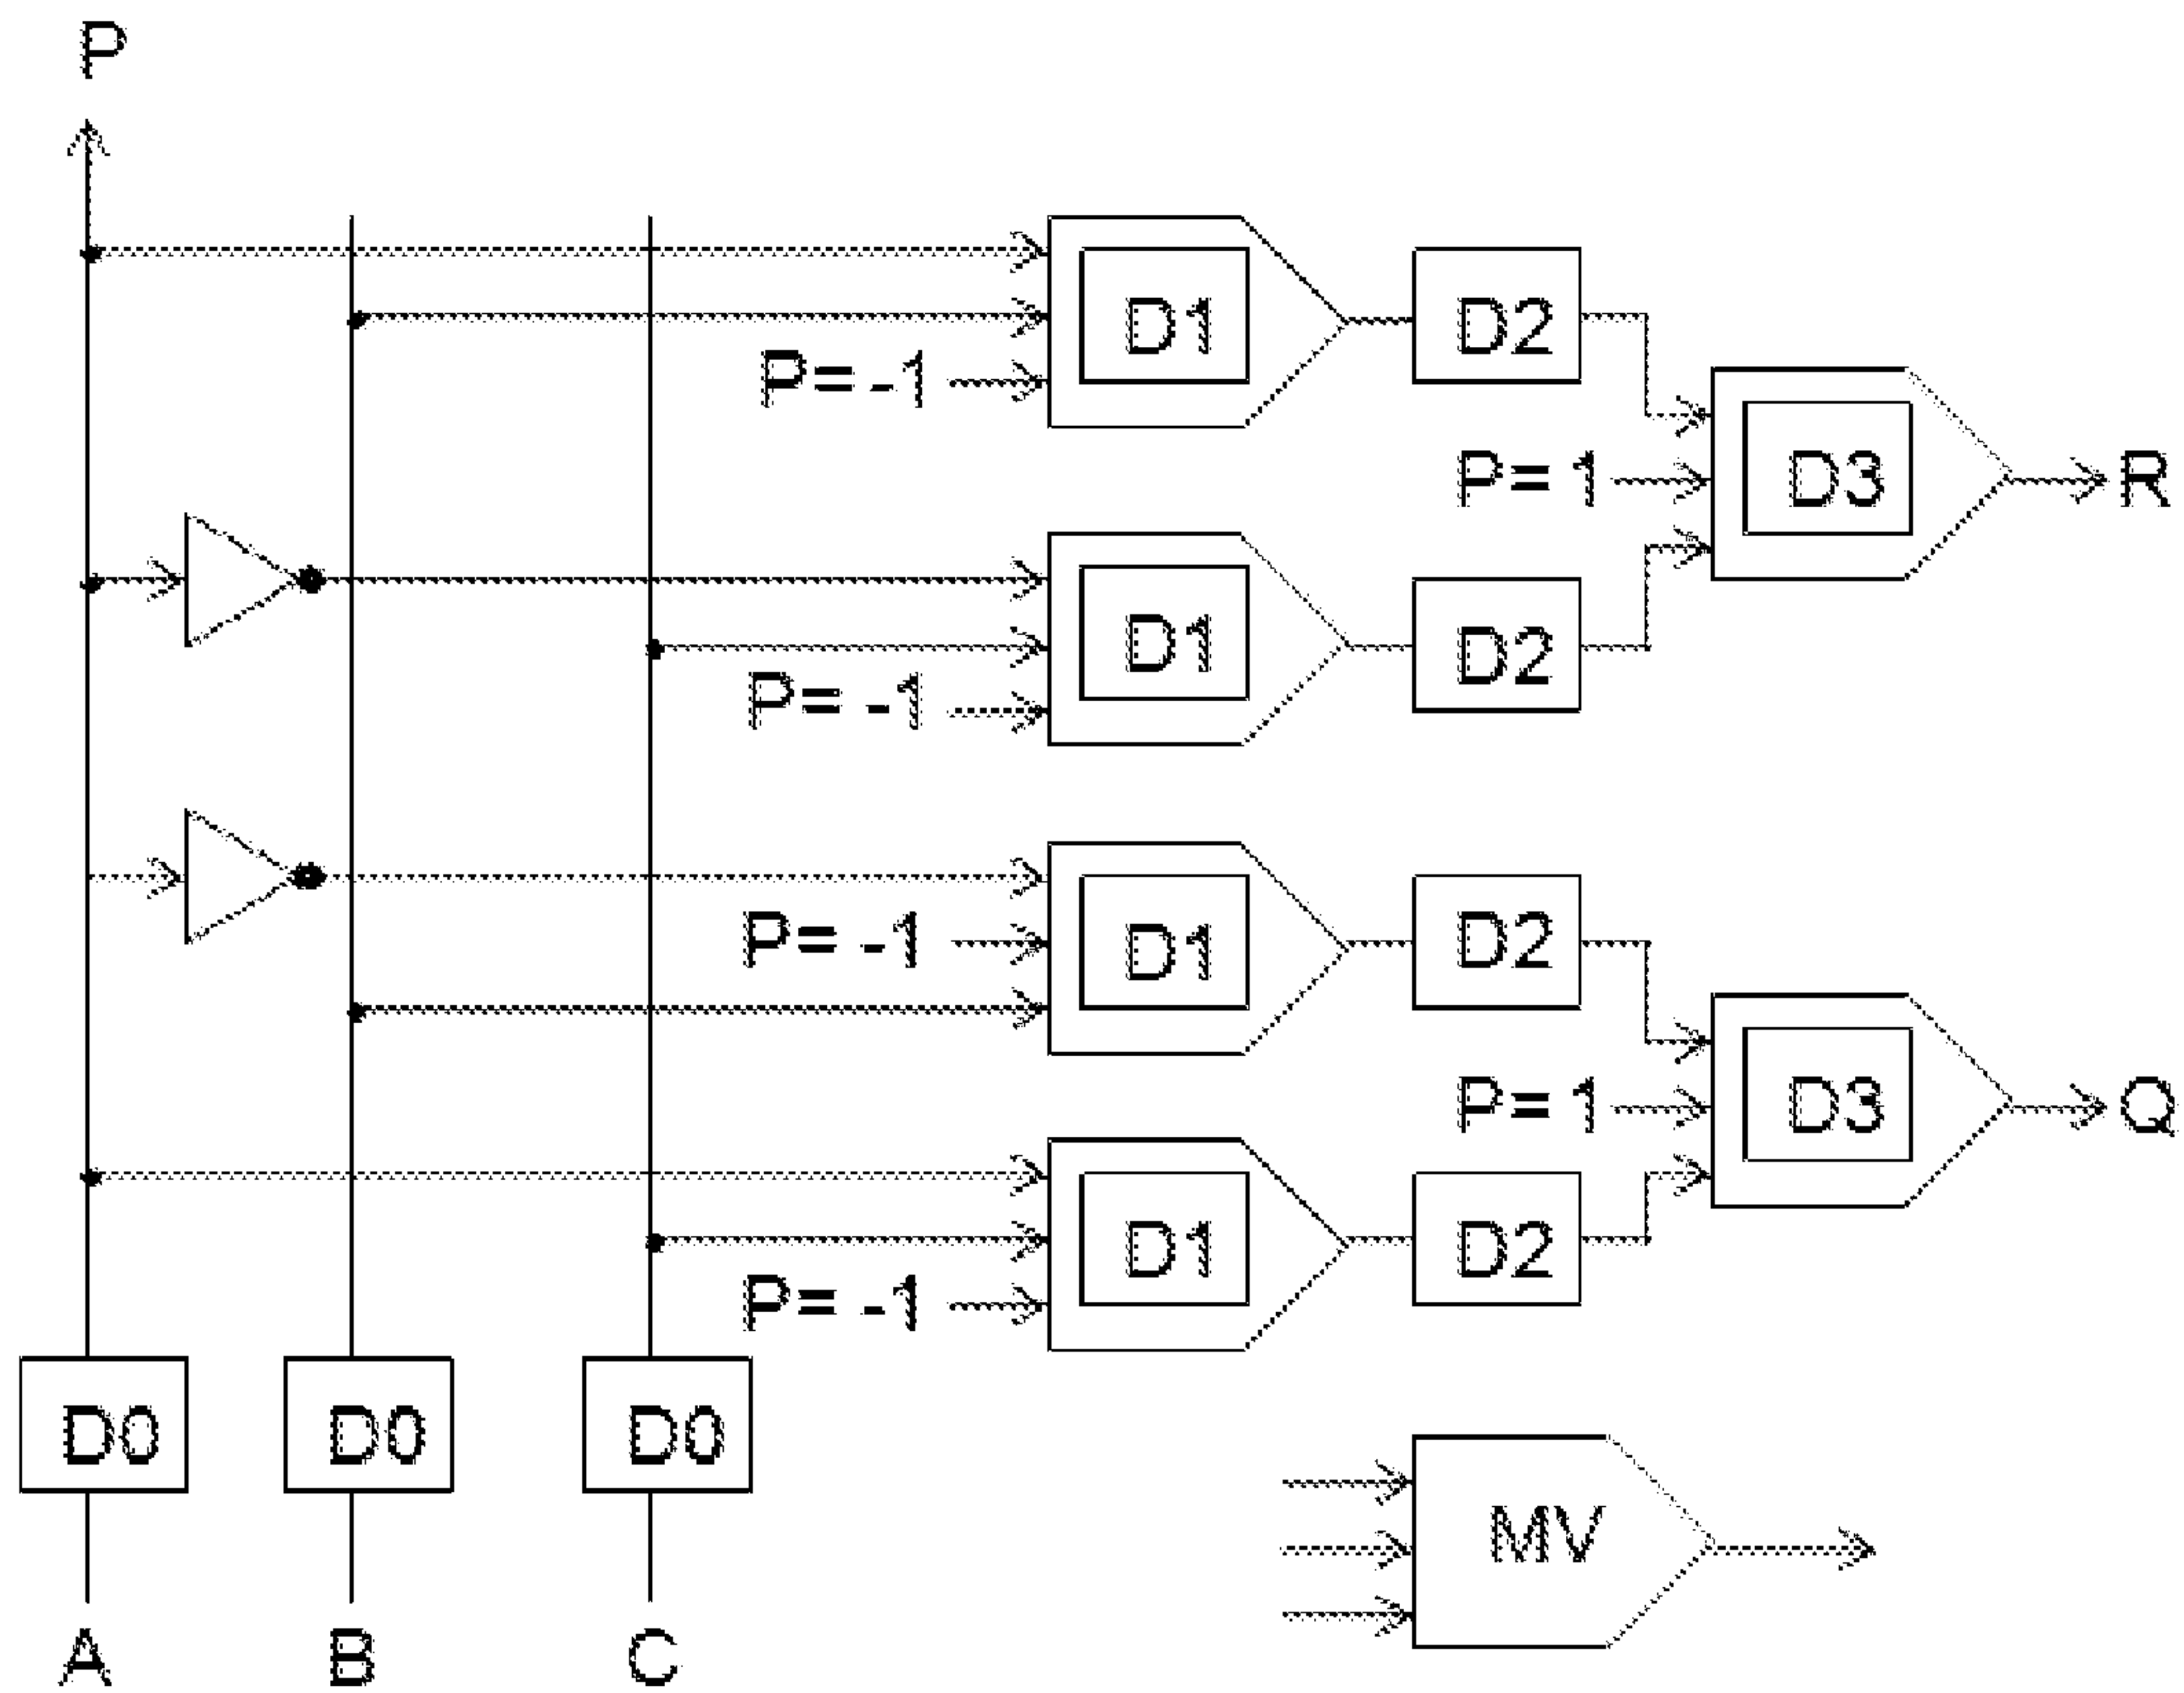 P
D1 D2
P= -1
P= 1 D3 R
D1 D2
P= -1
D1 D2
P= -1
P= 1 D3 Q
D1 D2
P= -1
D0 D0 D0
MV
A B C